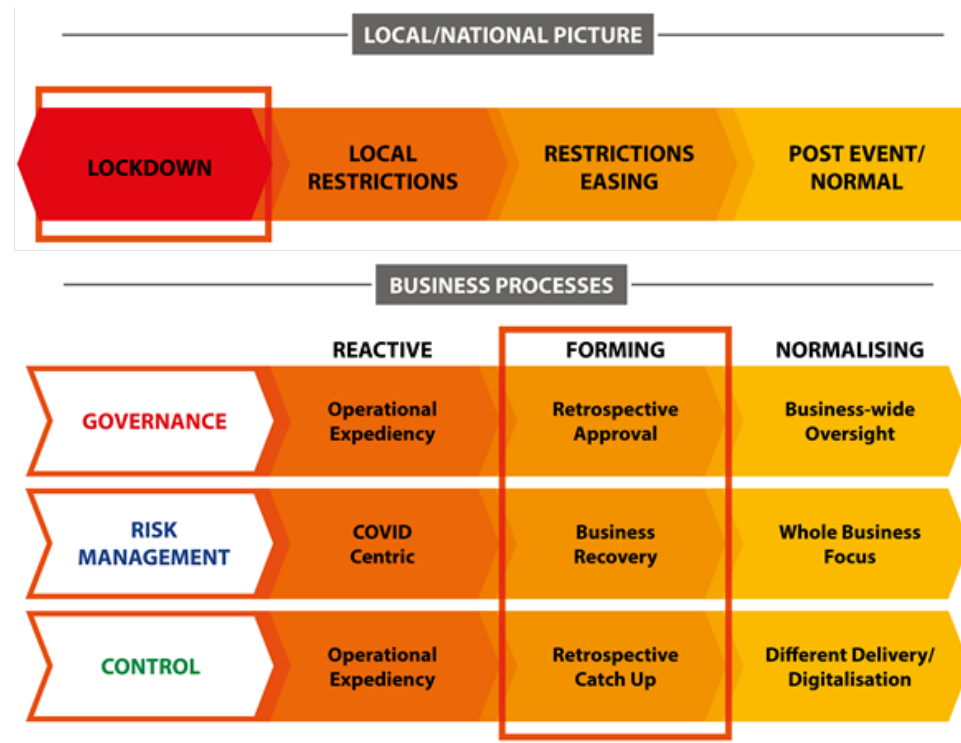 LOCAL/NATIONAL PICTURE
LOCKDOWN
LOCAL
RESTRICTIONS
RESTRICTIONS
EASING
POST EVENT/
NORMAL
BUSINESS PROCESSES
REACTIVE
FORMING
NORMALISING
GOVERNANCE
Operational
Expediency
Retrospective
Approval
Business-wide
Oversight
RISK
MANAGEMENT
COVID
Centric
Business
Recovery
Whole Business
Focus
CONTROL
Operational
Expediency
Retrospective
Catch Up
Different Delivery/
Digitalisation